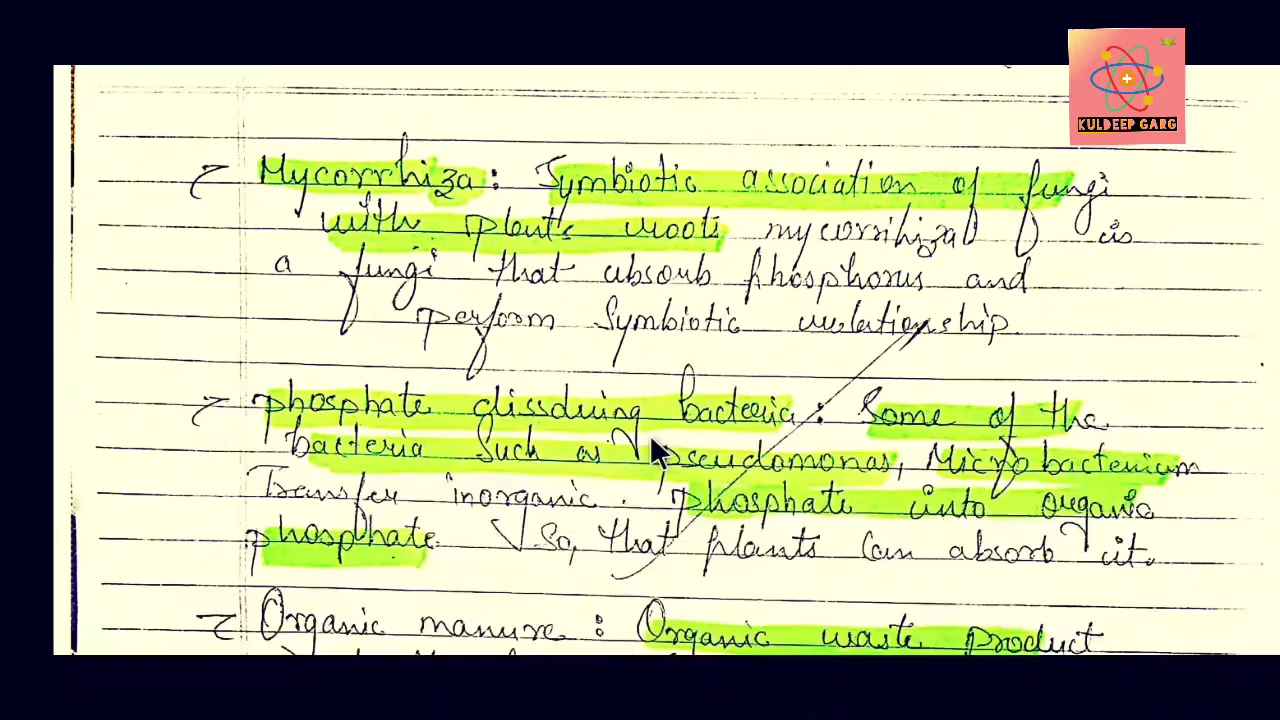 KULDEEP GARG
Mycorrhiza: Symbiotic association of fungi
with plants roots mycorrihizal is
a fungi that absorb phosphorus and
perform Symbiotic relationship.
phosphate bacteria: Some of the
bacteria Such as pseudomonas, Microbacterium
Transfer inorganic phosphate into organic
phosphate. So, that plants can absorb it.
Organic manure: Organic waste product